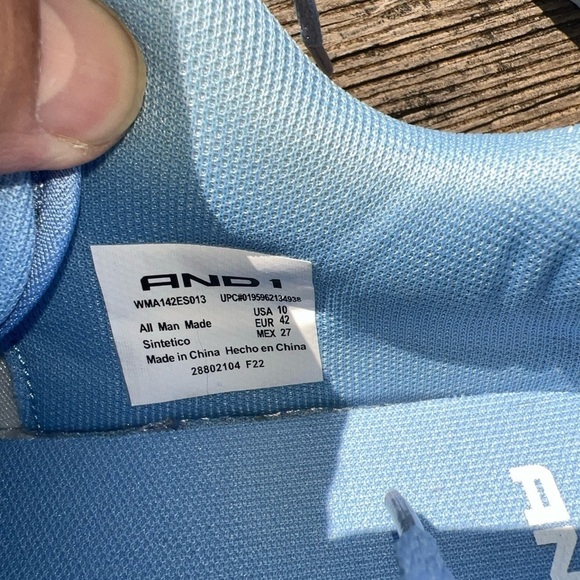 AND1
WMA142ES013 UPC#0195962134938
USA 10
All Man Made EUR 42
Sintetico MEX 27
Made in China Hecho en China
28802104 F22